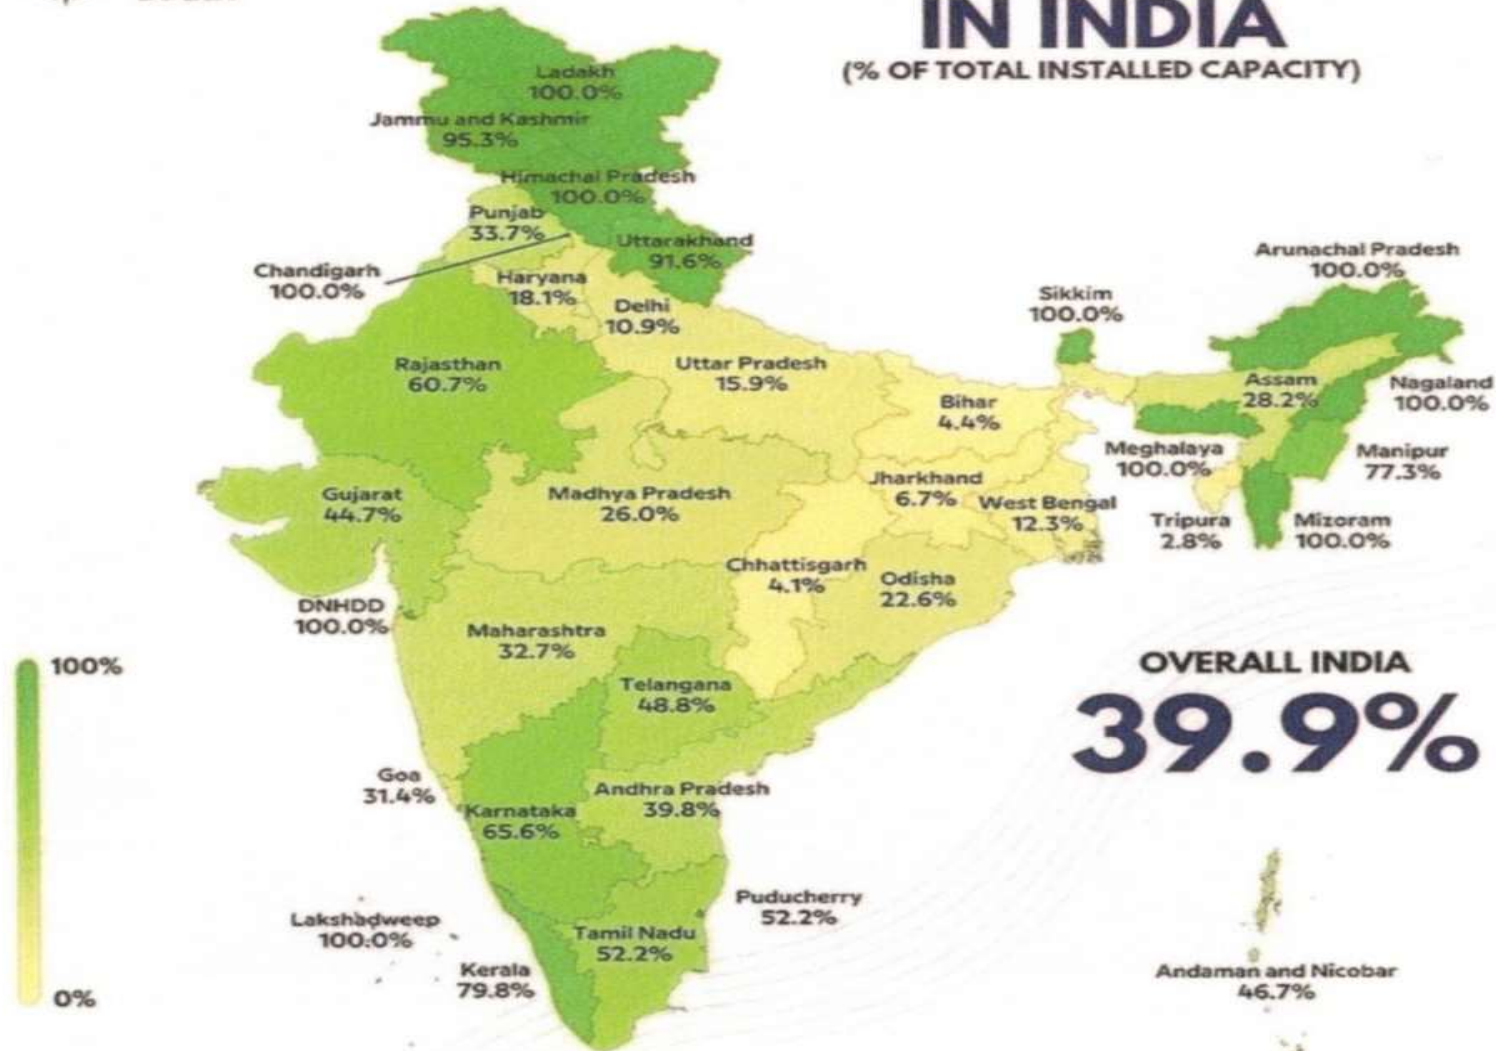 IN INDIA
(% OF TOTAL INSTALLED CAPACITY)
Ladakh
100.0%
Jammu and Kashmir
95.3%
Himachal Pradesh
100.0%
Punjab
33.7%
Uttarakhand
91.6%
Chandigarh
100.0%
Haryana
18.1%
Delhi
10.9%
Arunachal Pradesh
100.0%
Sikkim
100.0%
Rajasthan
60.7%
Uttar Pradesh
15.9%
Bihar
4.4%
Assam
28.2%
Nagaland
100.0%
Meghalaya
100.0%
Manipur
77.3%
Gujarat
44.7%
Madhya Pradesh
26.0%
Jharkhand
6.7%
West Bengal
12.3%
Tripura
2.8%
Mizoram
100.0%
Chhattisgarh
4.1%
Odisha
22.6%
DNHDD
100.0%
Maharashtra
32.7%
100%
OVERALL INDIA
39.9%
Telangana
48.8%
Goa
31.4%
Andhra Pradesh
39.8%
Karnataka
65.6%
Puducherry
52.2%
Lakshadweep
100.0%
Tamil Nadu
52.2%
Kerala
79.8%
Andaman and Nicobar
46.7%
0%